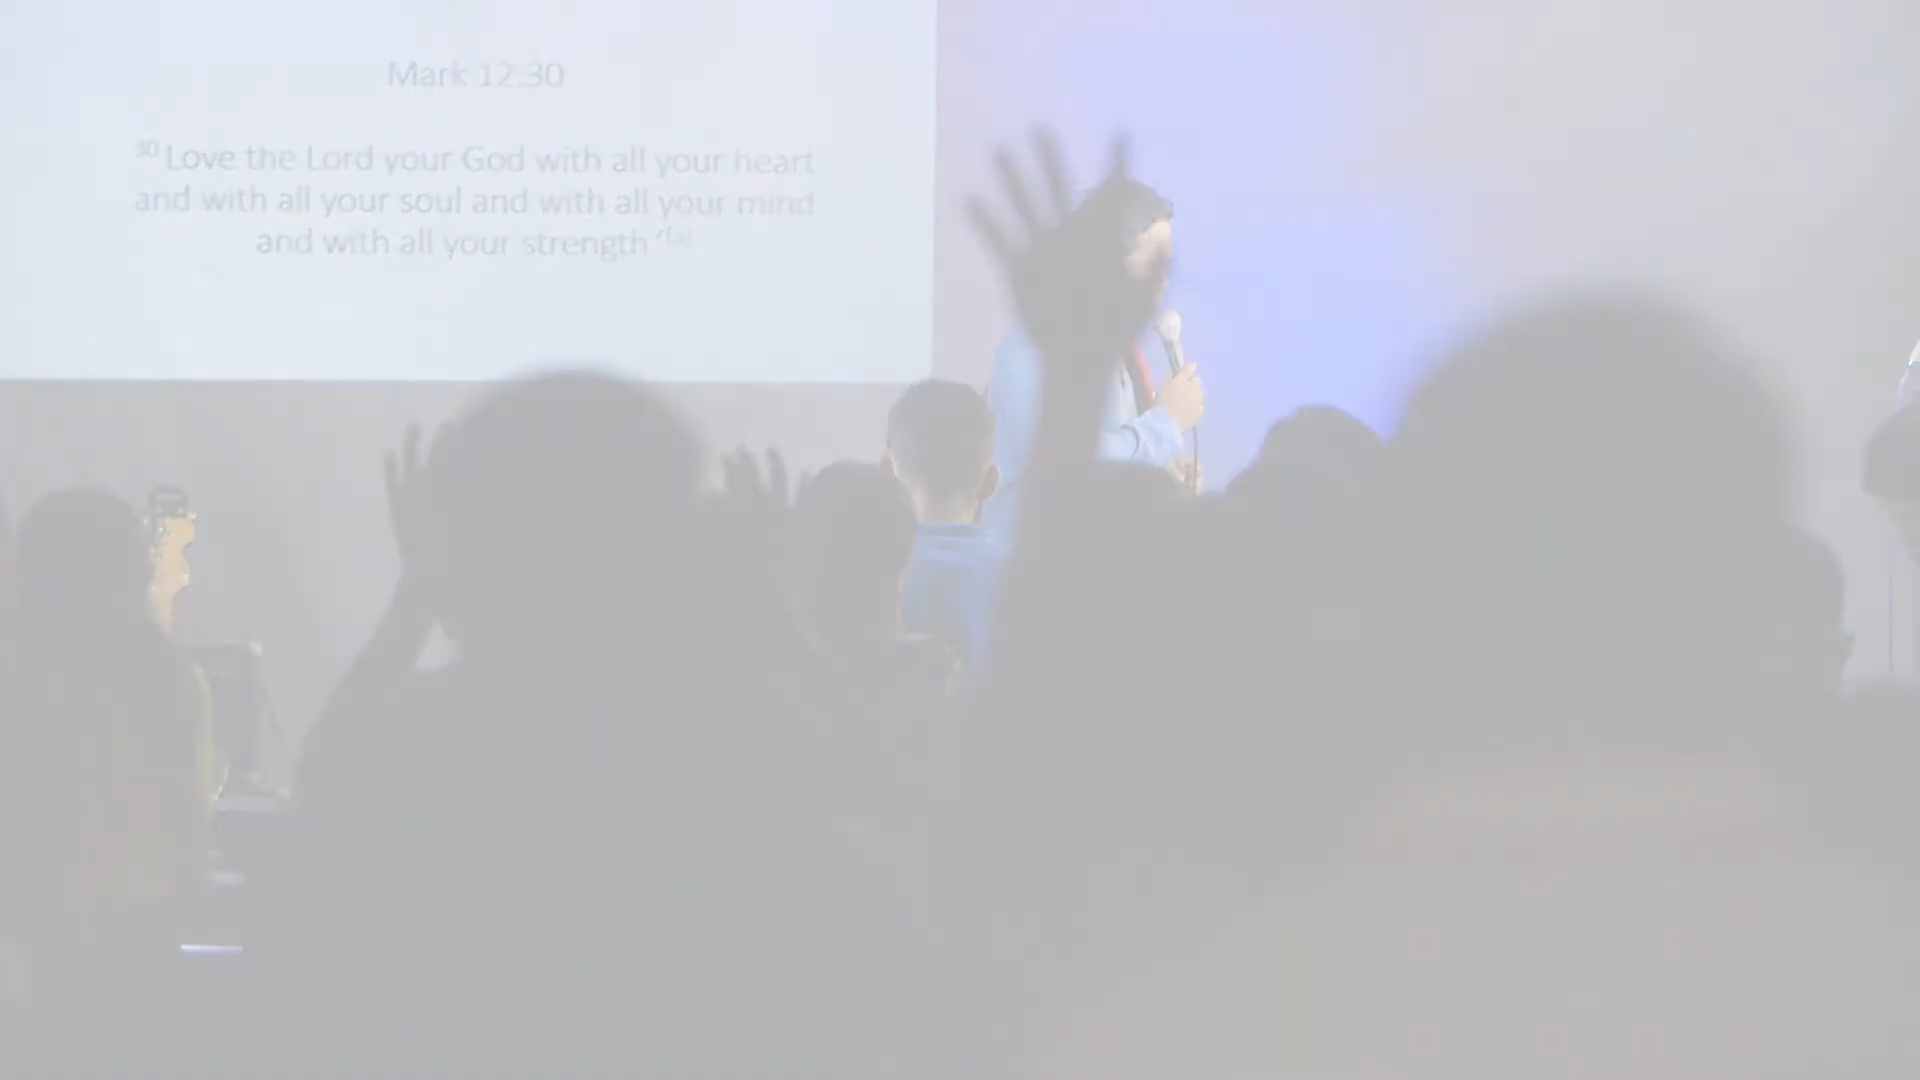 Mark 12:30
30 Love the Lord your God with all your heart
and with all your soul and with all your mind
and with all your strength.'[a]